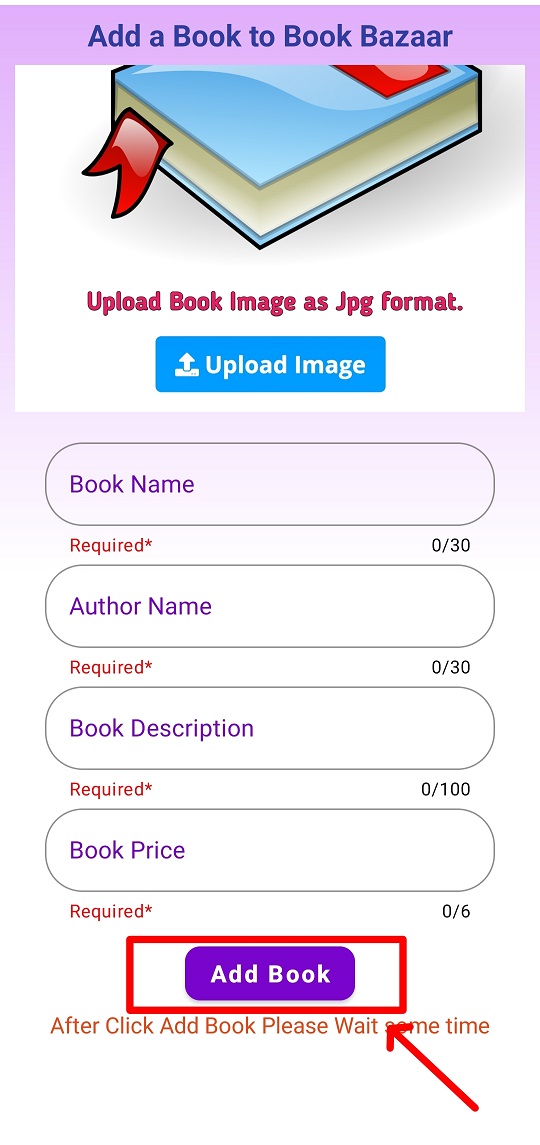 Add a Book to Book Bazaar
Upload Book Image as Jpg format.
Upload Image
Book Name
Required* 0/30
Author Name
Required* 0/30
Book Description
Required* 0/100
Book Price
Required* 0/6
Add Book
After Click Add Book Please Wait some time